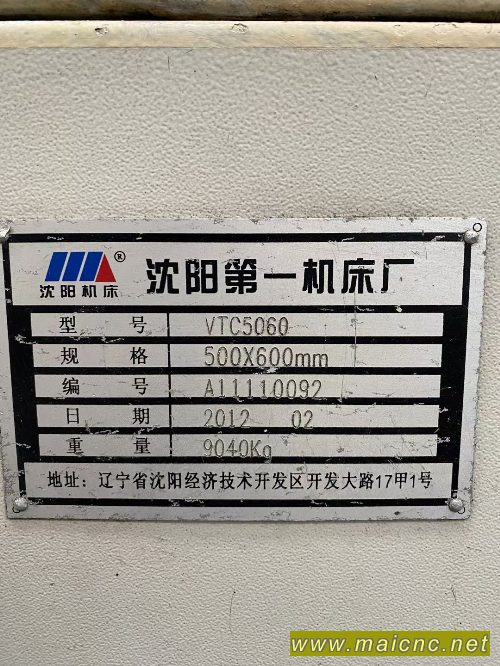 沈阳机床® 沈阳第一机床厂
型 号 VTC5060
规 格 500X600mm
编 号 A11110092
日 期 2012 02
重 量 9040Kg
地址: 辽宁省沈阳经济技术开发区开发大路17甲1号
www.maicnc.net